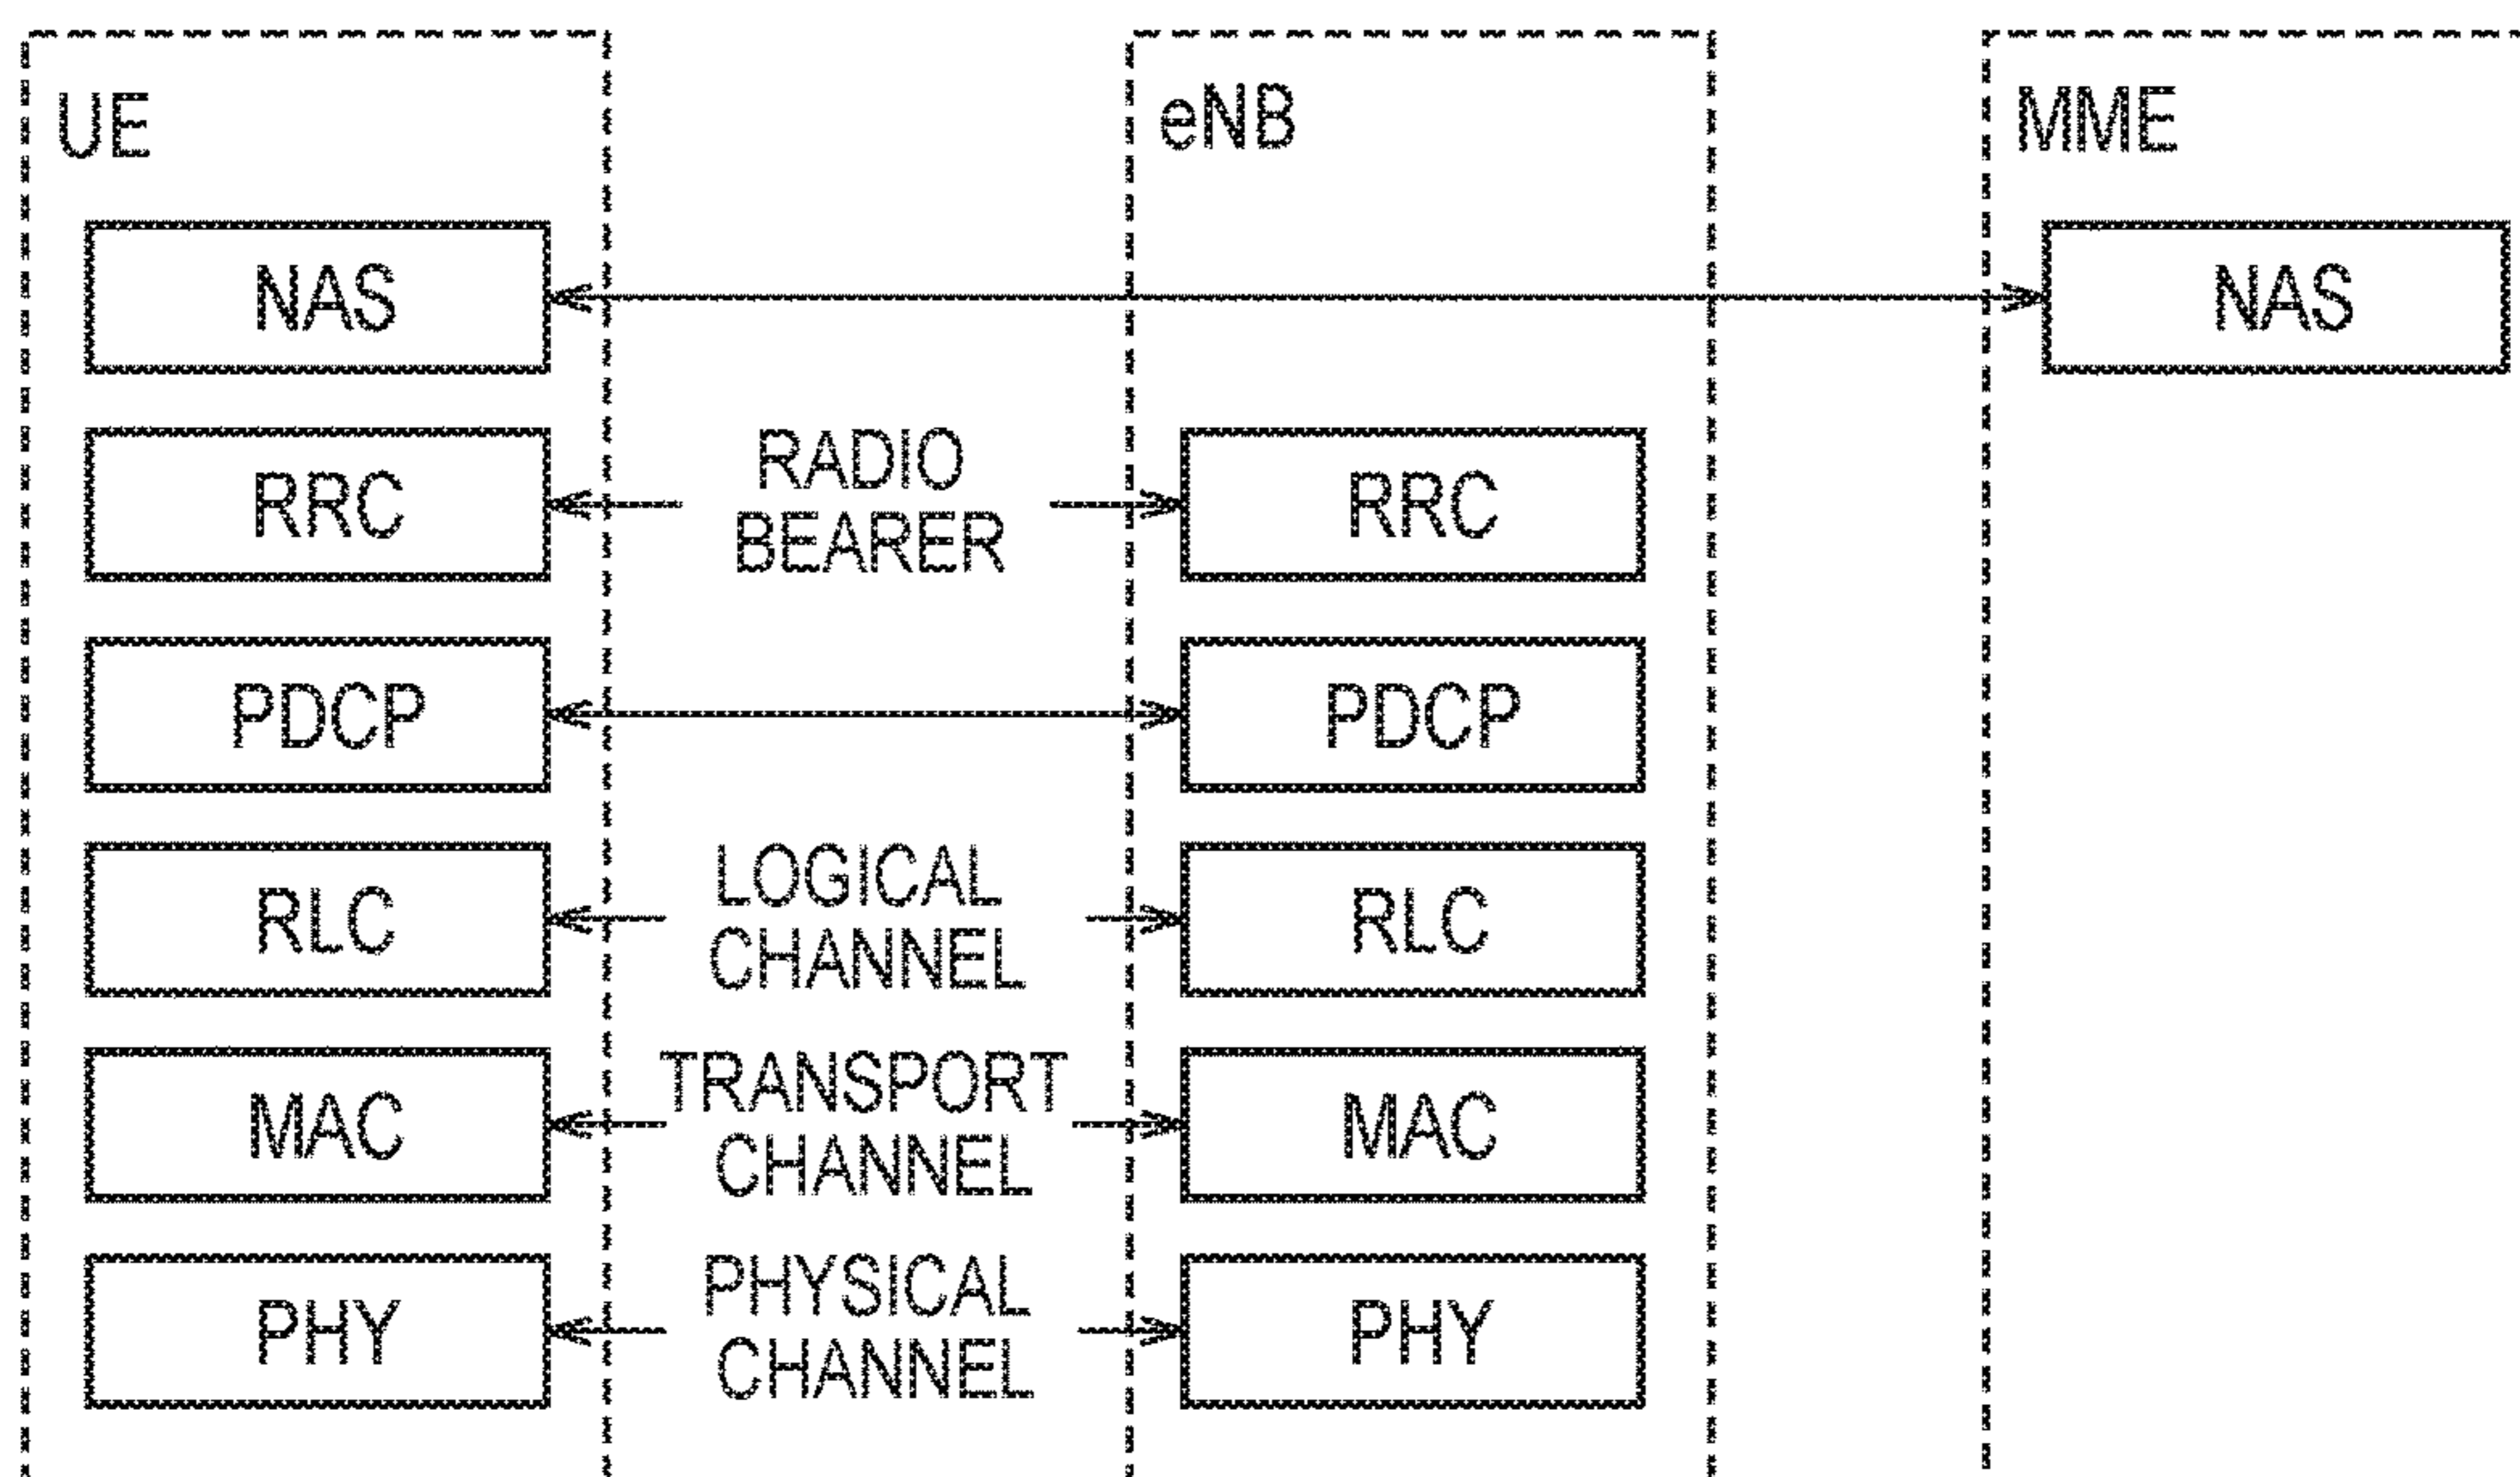 UE
eNB
MME
NAS
NAS
RRC
RADIO
BEARER
RRC
PDCP
PDCP
RLC
LOGICAL
CHANNEL
RLC
MAC
TRANSPORT
CHANNEL
MAC
PHY
PHYSICAL
CHANNEL
PHY